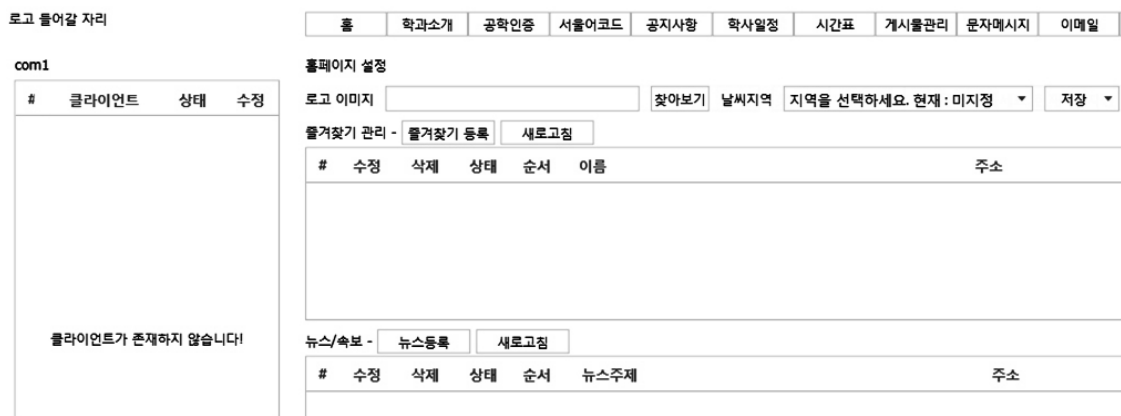 로고 들어갈 자리
홈 학과소개 공학인증 서울어코드 공지사항 학사일정 시간표 게시물관리 문자메시지 이메일
com1
# 클라이언트 상태 수정
클라이언트가 존재하지 않습니다!
홈페이지 설정
로고 이미지 찾아보기 날씨지역 지역을 선택하세요. 현재 : 미지정 저장
즐겨찾기 관리 - 즐겨찾기 등록 새로고침
# 수정 삭제 상태 순서 이름 주소
뉴스/속보 - 뉴스등록 새로고침
# 수정 삭제 상태 순서 뉴스주제 주소